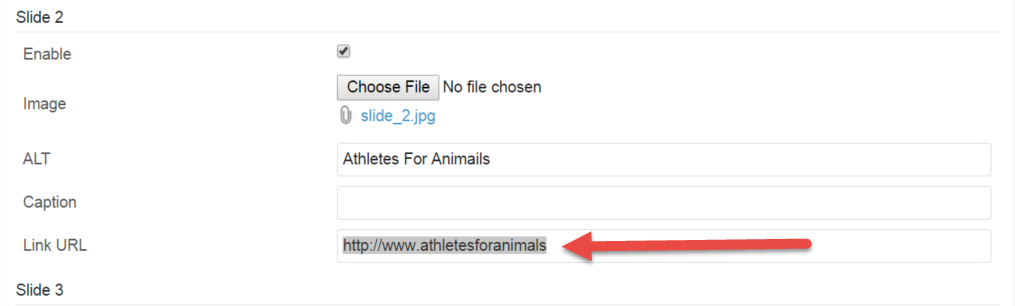 Slide 2
Enable
Image Choose File No file chosen
slide_2.jpg
ALT Athletes For Animails
Caption
Link URL http://www.athletesforanimals
Slide 3